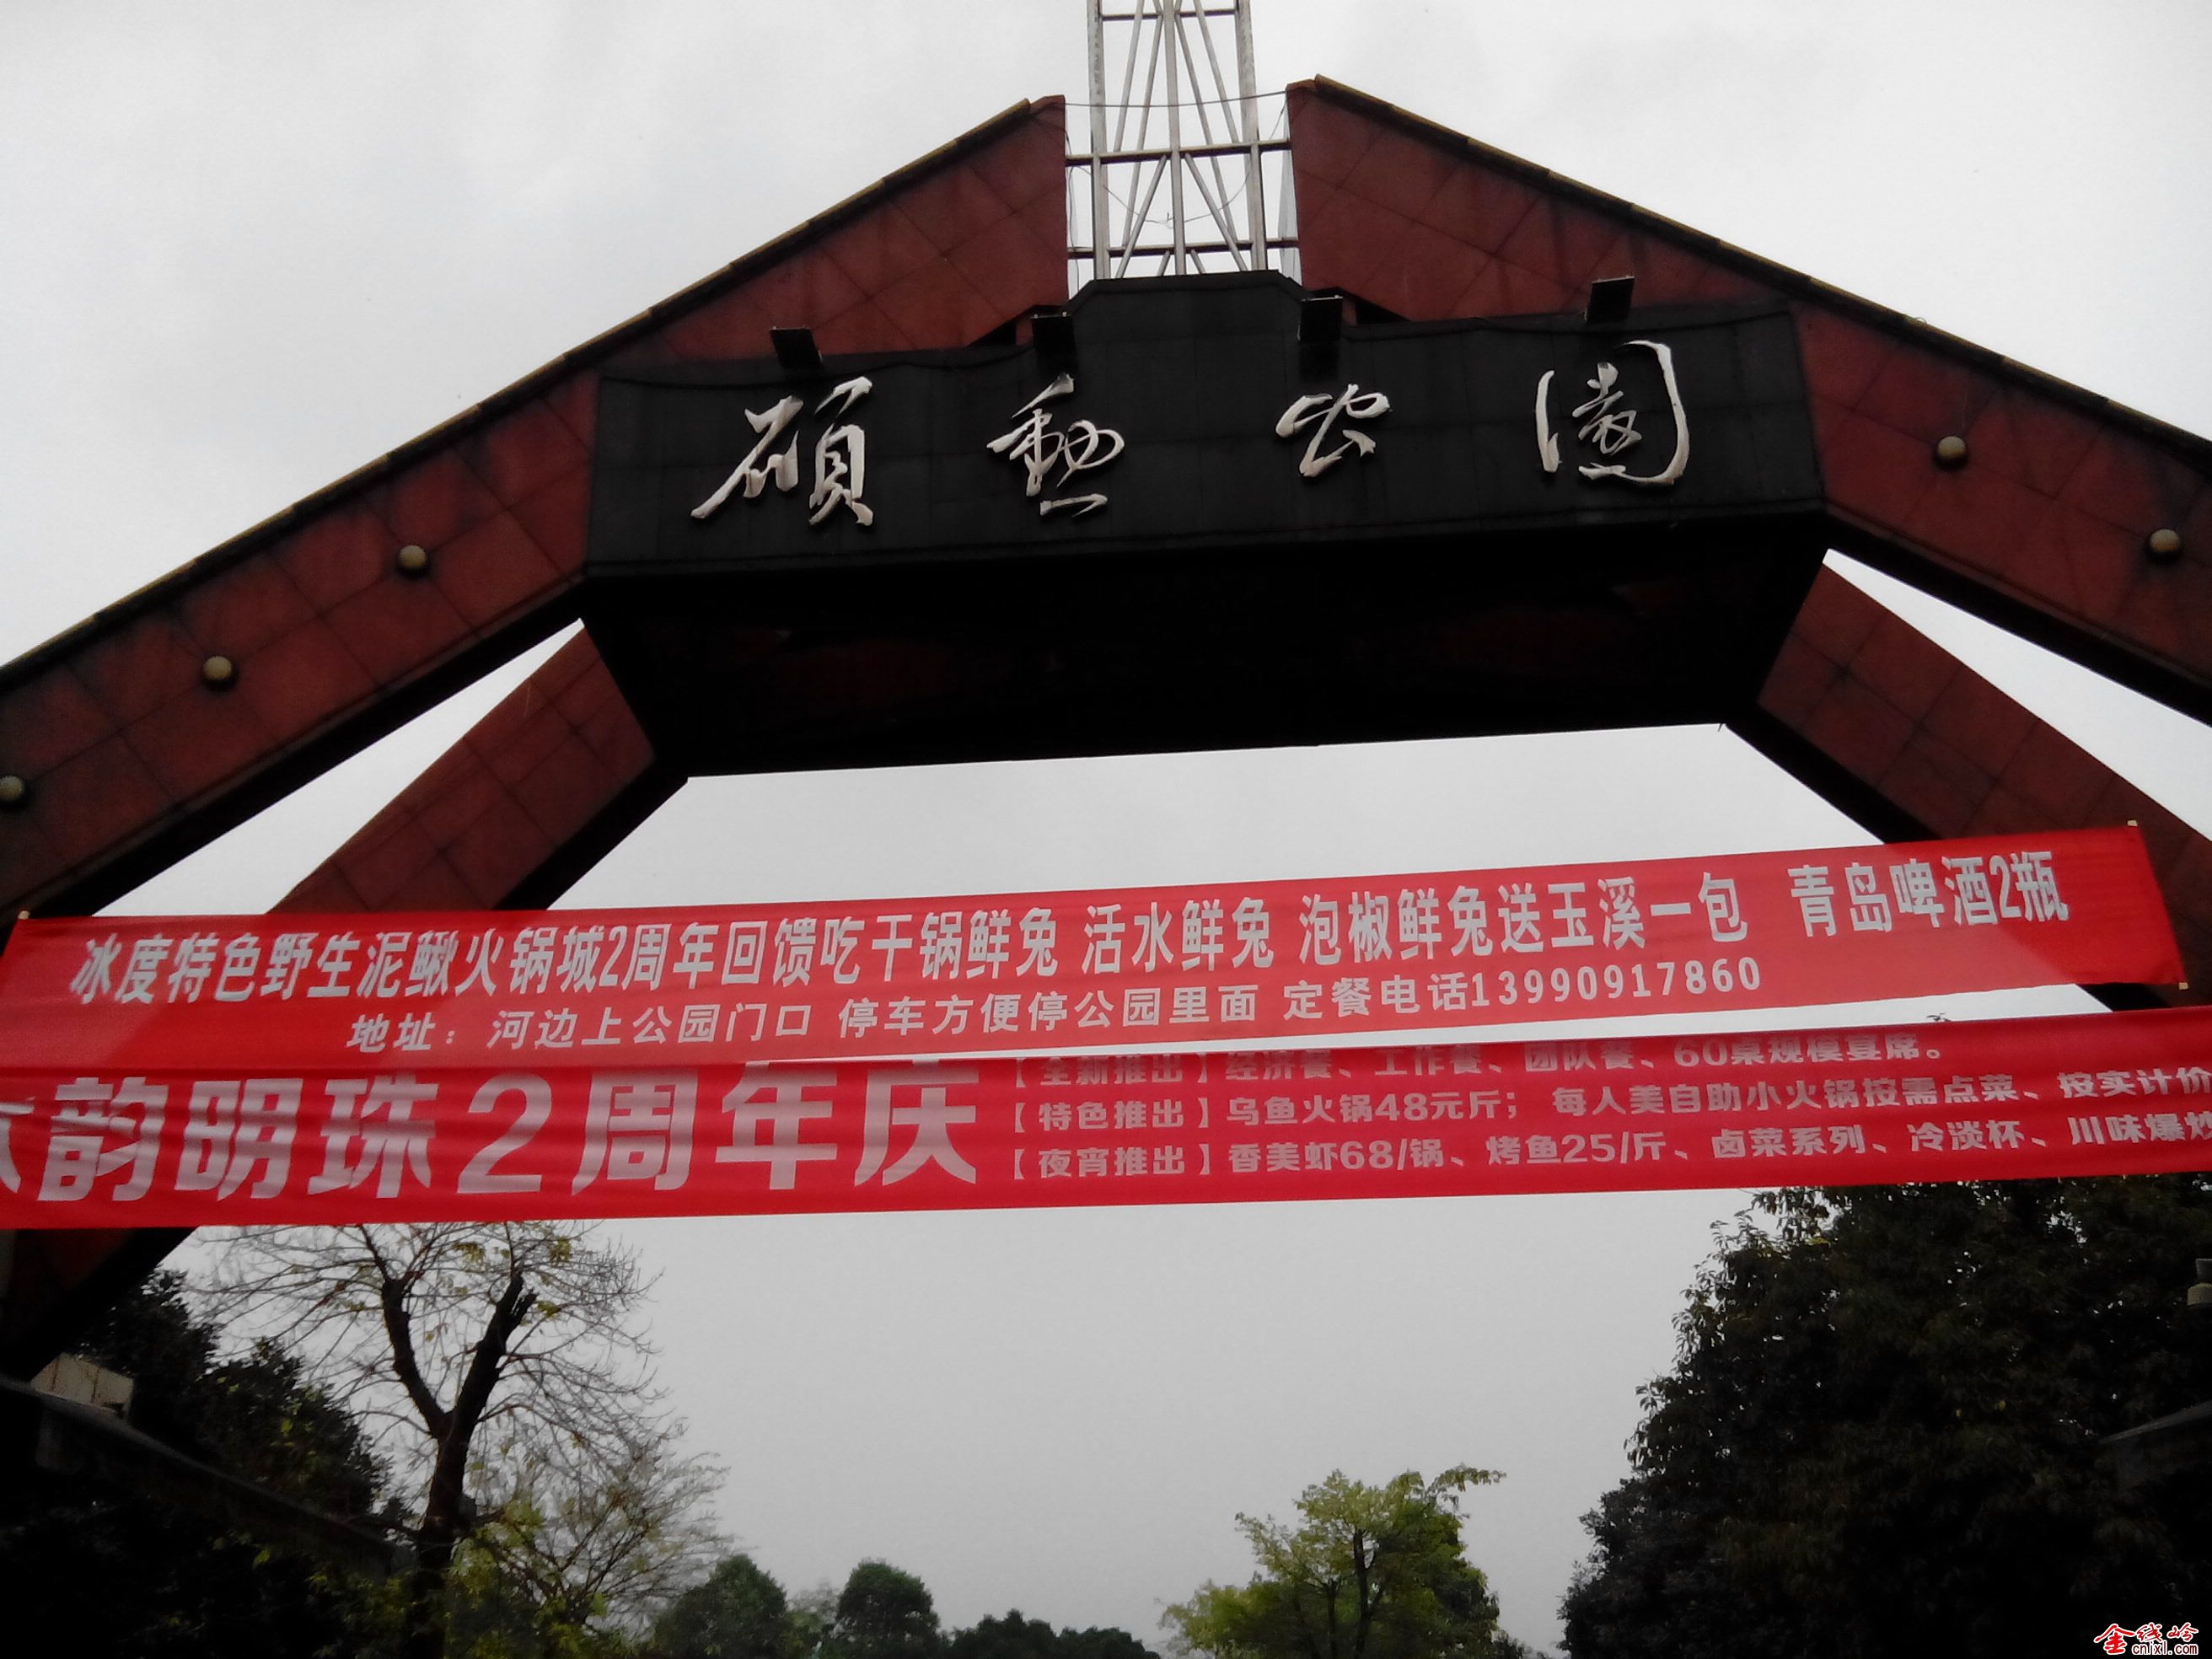 硕勳公园
冰度特色野生泥鳅火锅城2周年回馈吃干锅鲜兔 活水鲜兔 泡椒鲜兔送玉溪一包 青岛啤酒2瓶
地址：河边上公园门口 停车方便停公园里面 定餐电话13990917860
韵明珠2周年庆
【全新推出】经济餐、工作餐、团队餐、60桌规模宴席。
【特色推出】乌鱼火锅48元斤；每人美自助小火锅按需点菜、按实计价
【夜宵推出】香美虾68/锅、烤鱼25/斤、卤菜系列、冷淡杯、川味爆炒
金线岭
cnlxl.com